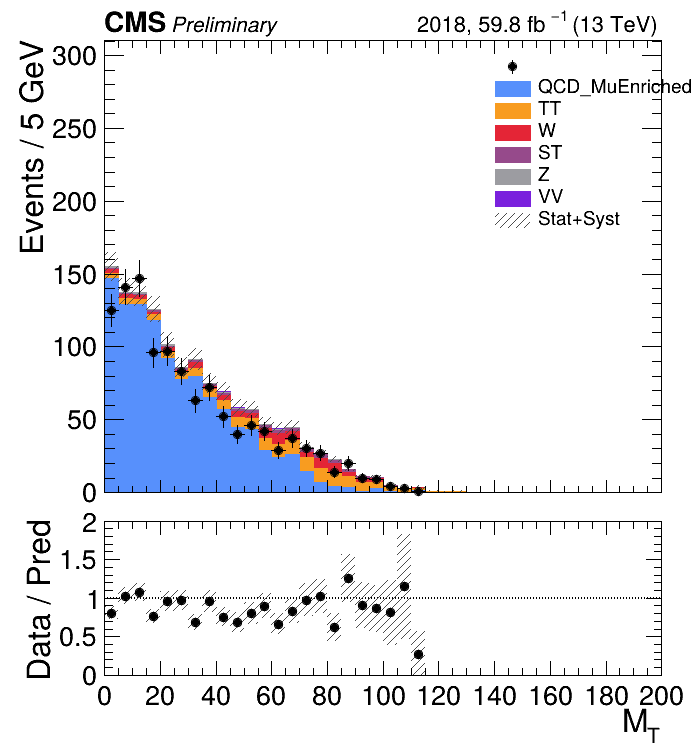 CMS Preliminary 2018, 59.8 fb⁻¹ (13 TeV)
Events / 5 GeV
300
250
200
150
100
50
0
QCD_MuEnriched
TT
W
ST
Z
VV
Stat+Syst
Data / Pred
2
1.5
1
0.5
0
0 20 40 60 80 100 120 140 160 180 200
M_T